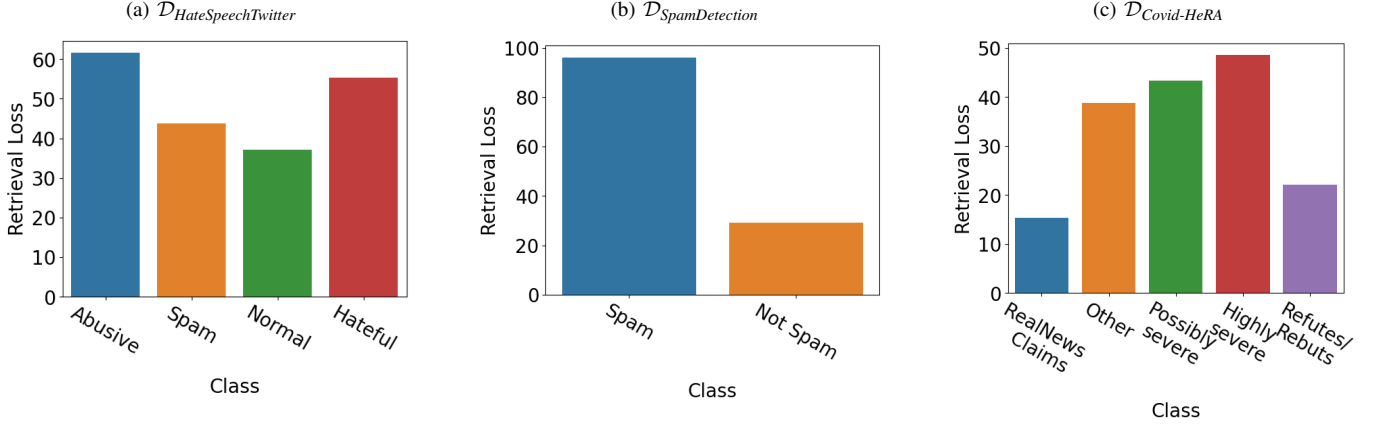 (a) 𝒟HateSpeechTwitter
Retrieval Loss
60
50
40
30
20
10
0
Abusive
Spam
Normal
Hateful
Class
(b) 𝒟SpamDetection
Retrieval Loss
100
80
60
40
20
0
Spam
Not Spam
Class
(c) 𝒟Covid-HeRA
Retrieval Loss
50
40
30
20
10
0
RealNews
Claims
Other
Possibly
severe
Highly
severe
Refutes/
Rebuts
Class